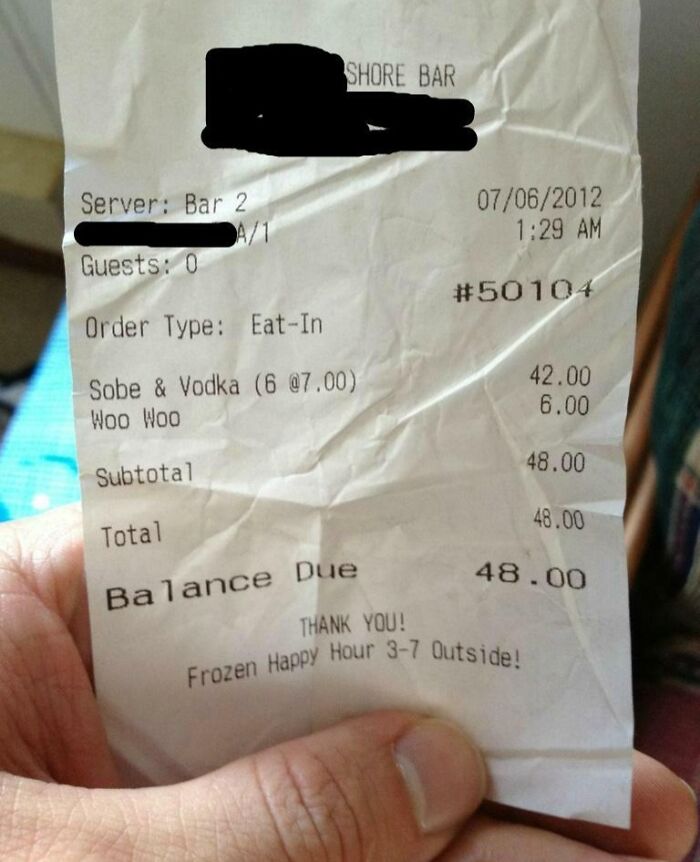 SHORE BAR
Server: Bar 2 07/06/2012
A/1 1:29 AM
Guests: 0
#50104
Order Type: Eat-In
Sobe & Vodka (6 @7.00) 42.00
Woo Woo 6.00
Subtotal 48.00
Total 48.00
Balance Due 48.00
THANK YOU!
Frozen Happy Hour 3-7 Outside!